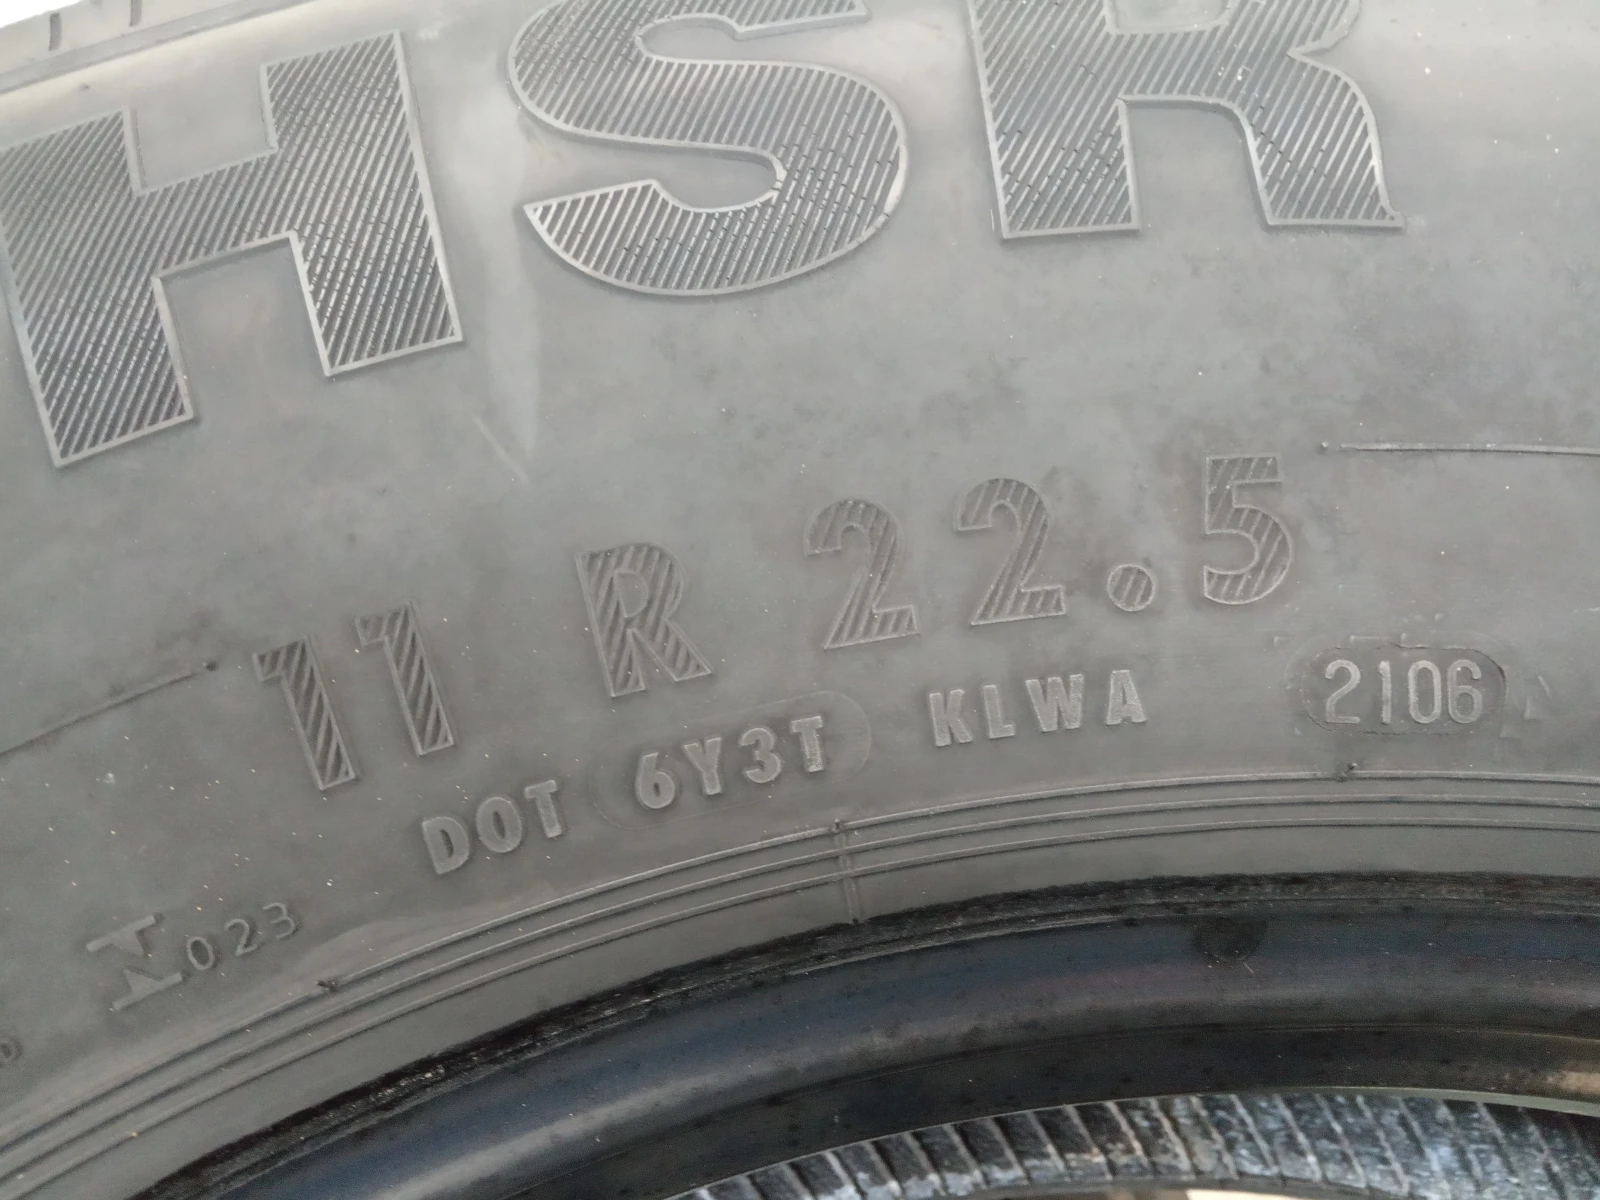 HSR
11 R 22.5
DOT 6Y3T KLWA 2106
023